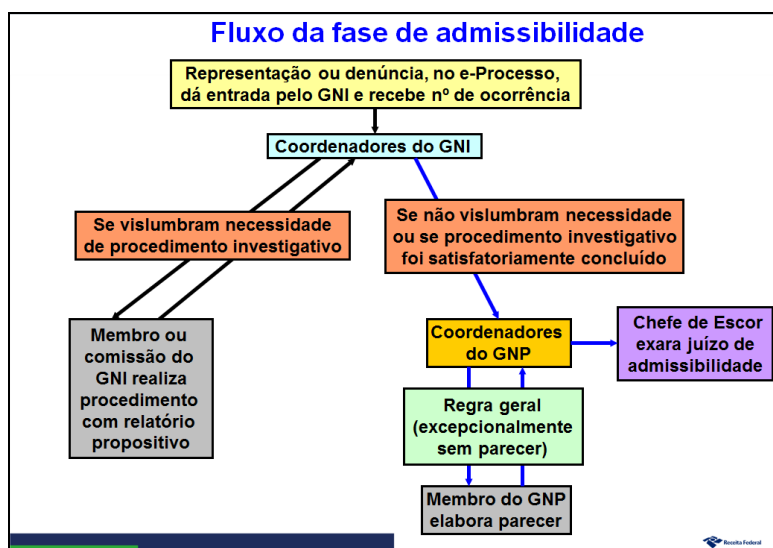 Fluxo da fase de admissibilidade
Representação ou denúncia, no e-Processo,
dá entrada pelo GNI e recebe nº de ocorrência
Coordenadores do GNI
Se vislumbram necessidade
de procedimento investigativo
Se não vislumbram necessidade
ou se procedimento investigativo
foi satisfatoriamente concluído
Membro ou
comissão do
GNI realiza
procedimento
com relatório
propositivo
Coordenadores
do GNP
Chefe de Escor
exara juízo de
admissibilidade
Regra geral
(excepcionalmente
sem parecer)
Membro do GNP
elabora parecer
Receita Federal